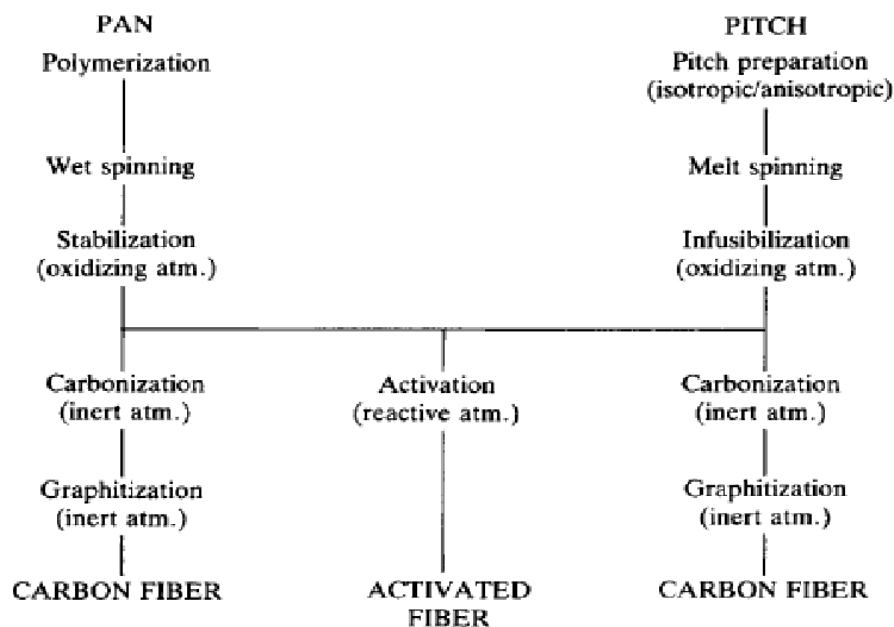 PAN
Polymerization
Wet spinning
Stabilization
(oxidizing atm.)
Carbonization
(inert atm.)
Graphitization
(inert atm.)
CARBON FIBER
Activation
(reactive atm.)
ACTIVATED
FIBER
PITCH
Pitch preparation
(isotropic/anisotropic)
Melt spinning
Infusibilization
(oxidizing atm.)
Carbonization
(inert atm.)
Graphitization
(inert atm.)
CARBON FIBER